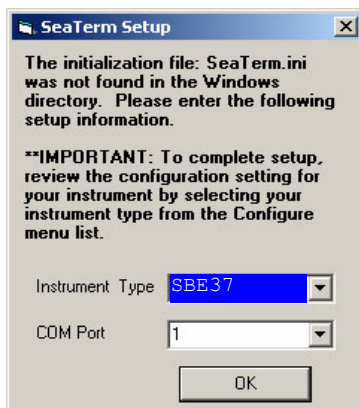 SeaTerm Setup
The initialization file: SeaTerm.ini
was not found in the Windows
directory. Please enter the following
setup information.
**IMPORTANT: To complete setup,
review the configuration setting for
your instrument by selecting your
instrument type from the Configure
menu list.
Instrument Type SBE37
COM Port 1
OK